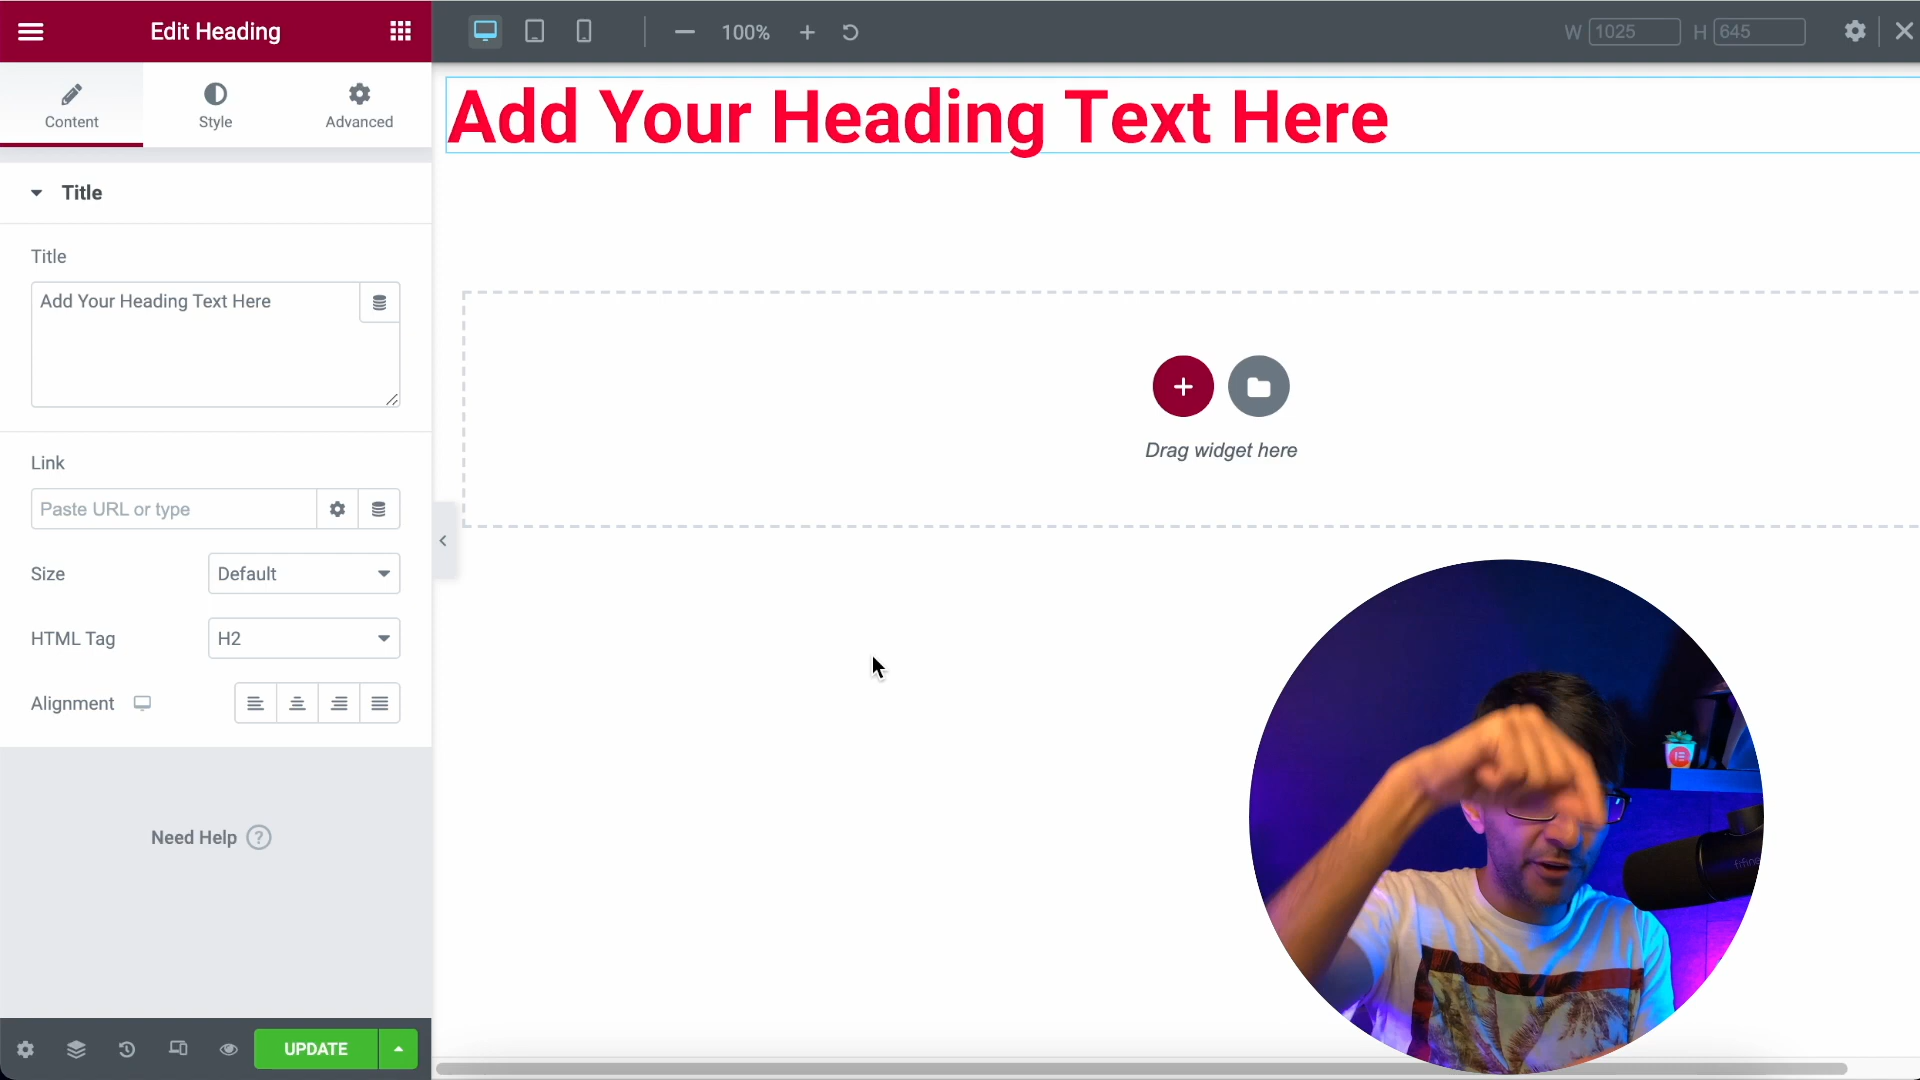 Edit Heading
100%
W 1025 H 645
Content Style Advanced
Add Your Heading Text Here
Title
Title
Add Your Heading Text Here
Link
Paste URL or type
Size Default
HTML Tag H2
Alignment
Drag widget here
Need Help ?
UPDATE
fifine